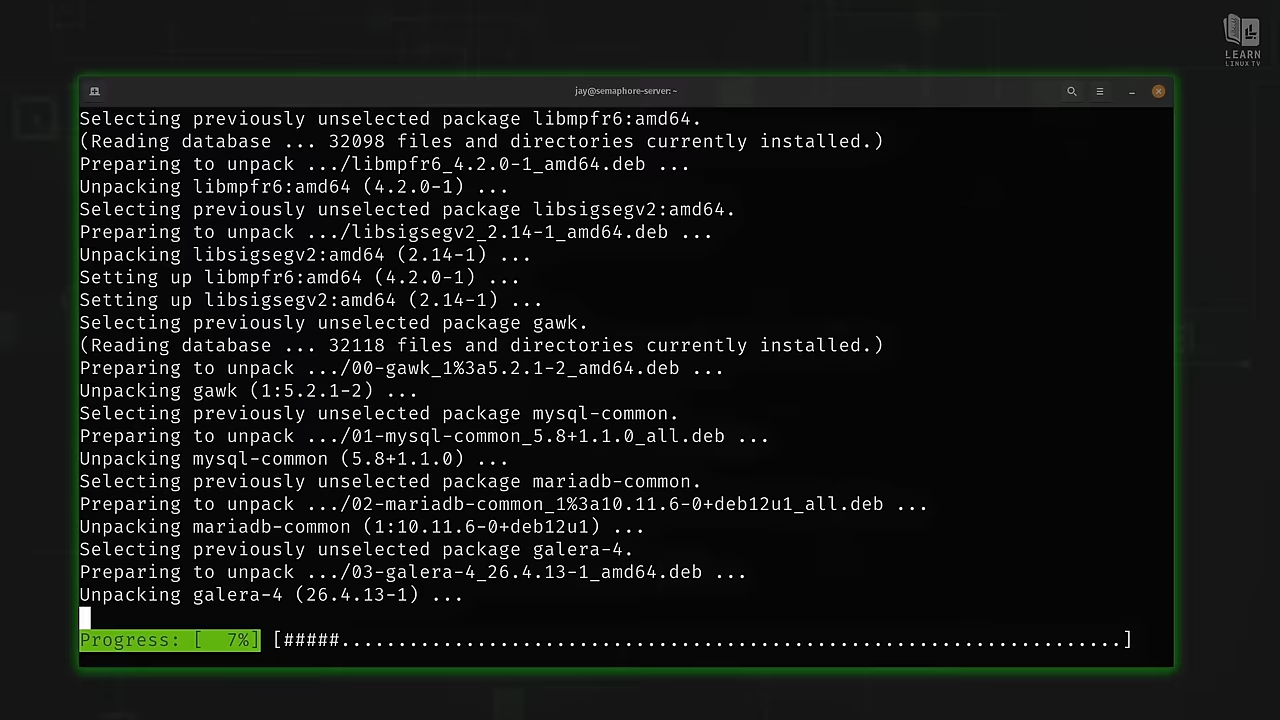 LEARN
LINUX TV
jay@semaphore-server: ~
Selecting previously unselected package libmpfr6:amd64.
(Reading database ... 32098 files and directories currently installed.)
Preparing to unpack .../libmpfr6_4.2.0-1_amd64.deb ...
Unpacking libmpfr6:amd64 (4.2.0-1) ...
Selecting previously unselected package libsigsegv2:amd64.
Preparing to unpack .../libsigsegv2_2.14-1_amd64.deb ...
Unpacking libsigsegv2:amd64 (2.14-1) ...
Setting up libmpfr6:amd64 (4.2.0-1) ...
Setting up libsigsegv2:amd64 (2.14-1) ...
Selecting previously unselected package gawk.
(Reading database ... 32118 files and directories currently installed.)
Preparing to unpack .../00-gawk_1%3a5.2.1-2_amd64.deb ...
Unpacking gawk (1:5.2.1-2) ...
Selecting previously unselected package mysql-common.
Preparing to unpack .../01-mysql-common_5.8+1.1.0_all.deb ...
Unpacking mysql-common (5.8+1.1.0) ...
Selecting previously unselected package mariadb-common.
Preparing to unpack .../02-mariadb-common_1%3a10.11.6-0+deb12u1_all.deb ...
Unpacking mariadb-common (1:10.11.6-0+deb12u1) ...
Selecting previously unselected package galera-4.
Preparing to unpack .../03-galera-4_26.4.13-1_amd64.deb ...
Unpacking galera-4 (26.4.13-1) ...
Progress: [  7%] [#####.....................................................................]